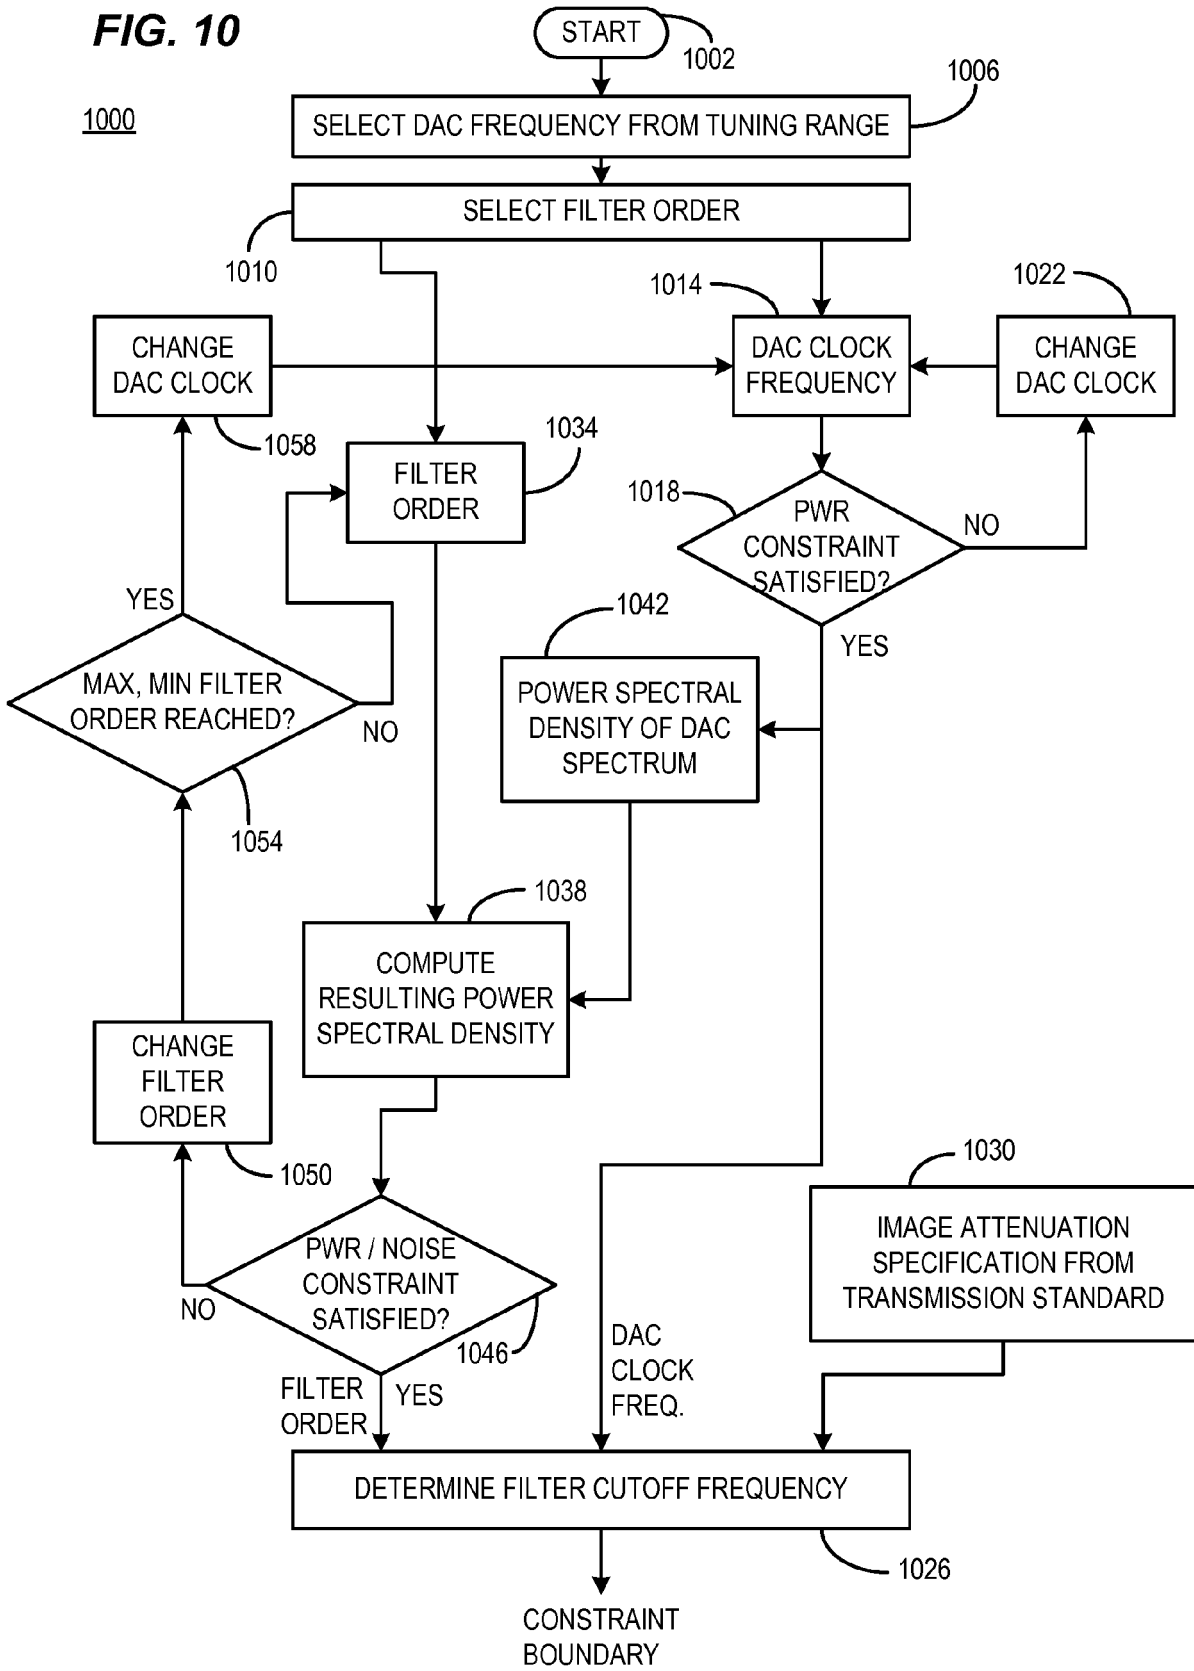 FIG. 10
START
1002
1000
1006
SELECT DAC FREQUENCY FROM TUNING RANGE
SELECT FILTER ORDER
1010
1014
1022
CHANGE
DAC CLOCK
DAC CLOCK
FREQUENCY
CHANGE
DAC CLOCK
1058
1034
FILTER
ORDER
1018
PWR
CONSTRAINT
SATISFIED?
NO
YES
1042
YES
MAX, MIN FILTER
ORDER REACHED?
NO
POWER SPECTRAL
DENSITY OF DAC
SPECTRUM
1054
1038
COMPUTE
RESULTING POWER
SPECTRAL DENSITY
CHANGE
FILTER
ORDER
1050
1030
IMAGE ATTENUATION
SPECIFICATION FROM
TRANSMISSION STANDARD
PWR / NOISE
CONSTRAINT
SATISFIED?
NO
1046
DAC
CLOCK
FREQ.
FILTER
ORDER
YES
DETERMINE FILTER CUTOFF FREQUENCY
1026
CONSTRAINT
BOUNDARY